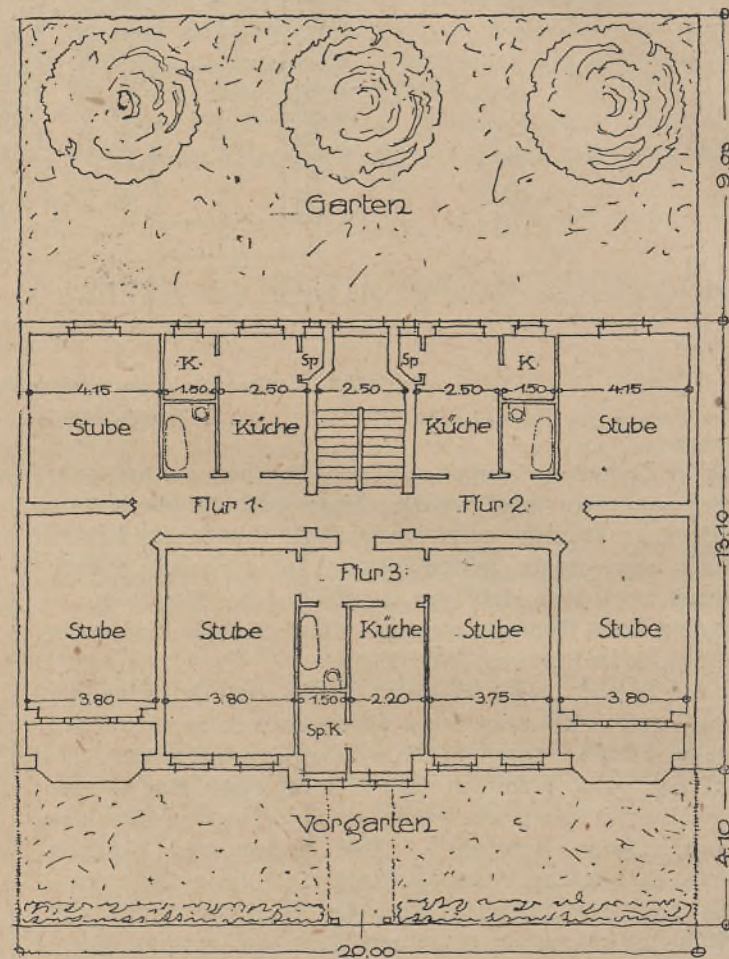 Garten
9.00
K. Sp Sp K
4.15 1.50 2.50 2.50 2.50 1.50 4.15
Stube Küche Küche Stube
Flur 1. Flur 2.
13.10
Flur 3.
Stube Stube Küche Stube Stube
3.80 3.80 1.50 2.20 3.75 3.80
Sp.K
Vorgarten
4.10
20.00